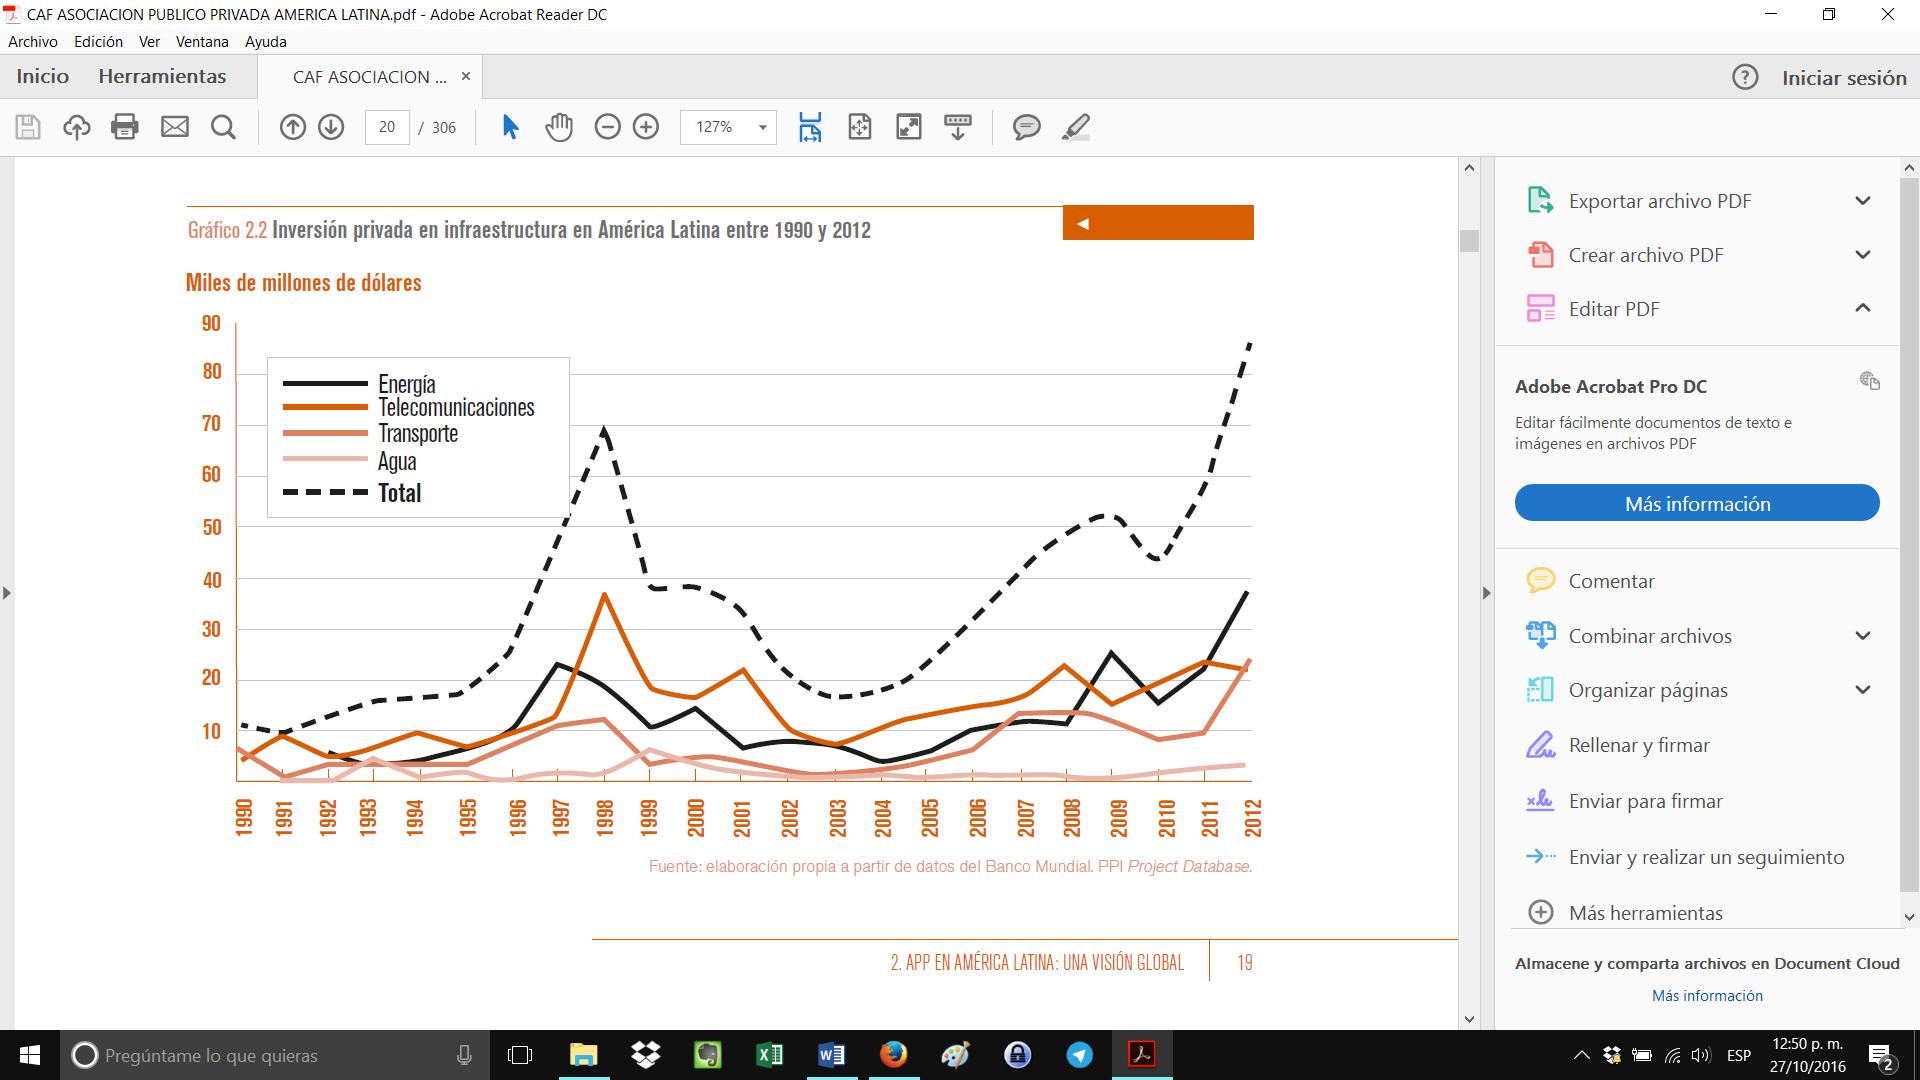 CAF ASOCIACION PUBLICO PRIVADA AMERICA LATINA.pdf - Adobe Acrobat Reader DC
Archivo Edición Ver Ventana Ayuda
Inicio Herramientas CAF ASOCIACION ... × Iniciar sesión
20 / 306 127%
Gráfico 2.2 Inversión privada en infraestructura en América Latina entre 1990 y 2012
Miles de millones de dólares
90
80
70
60
50
40
30
20
10
Energía
Telecomunicaciones
Transporte
Agua
Total
1990 1991 1992 1993 1994 1995 1996 1997 1998 1999 2000 2001 2002 2003 2004 2005 2006 2007 2008 2009 2010 2011 2012
Fuente: elaboración propia a partir de datos del Banco Mundial. PPI Project Database.
2. APP EN AMÉRICA LATINA: UNA VISIÓN GLOBAL 19
Exportar archivo PDF
Crear archivo PDF
Editar PDF
Adobe Acrobat Pro DC
Editar fácilmente documentos de texto e
imágenes en archivos PDF
Más información
Comentar
Combinar archivos
Organizar páginas
Rellenar y firmar
Enviar para firmar
Enviar y realizar un seguimiento
Más herramientas
Almacene y comparta archivos en Document Cloud
Más información
Pregúntame lo que quieras
ESP
12:50 p. m.
27/10/2016
2